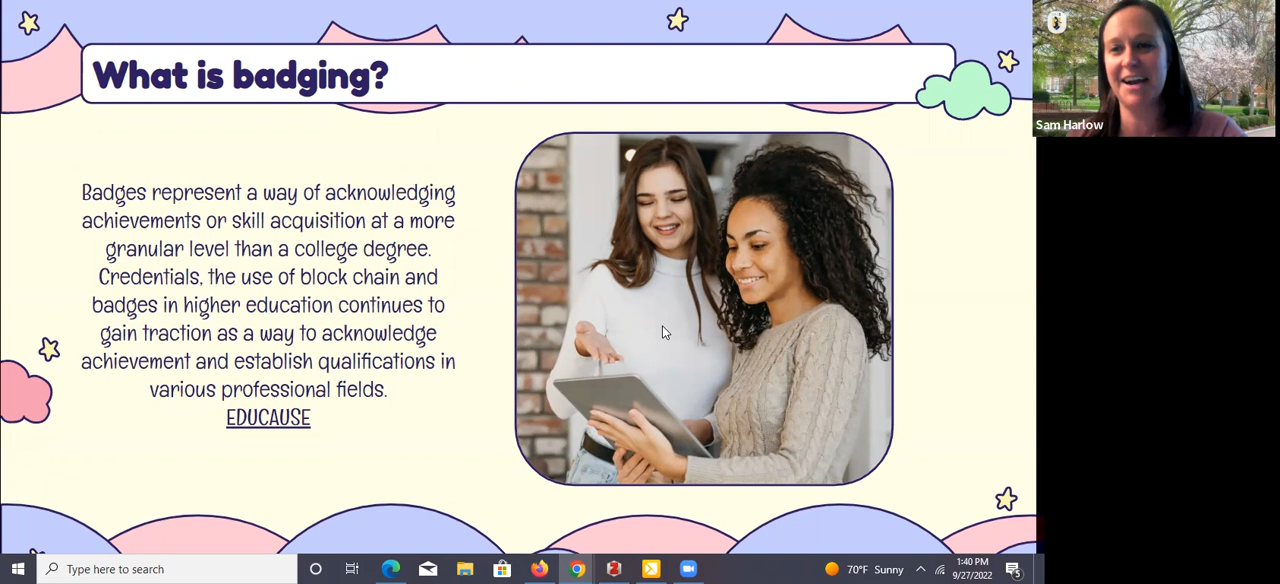 What is badging?
Sam Harlow
Badges represent a way of acknowledging
achievements or skill acquisition at a more
granular level than a college degree.
Credentials, the use of block chain and
badges in higher education continues to
gain traction as a way to acknowledge
achievement and establish qualifications in
various professional fields.
EDUCAUSE
Type here to search
70°F Sunny
1:40 PM
9/27/2022
5